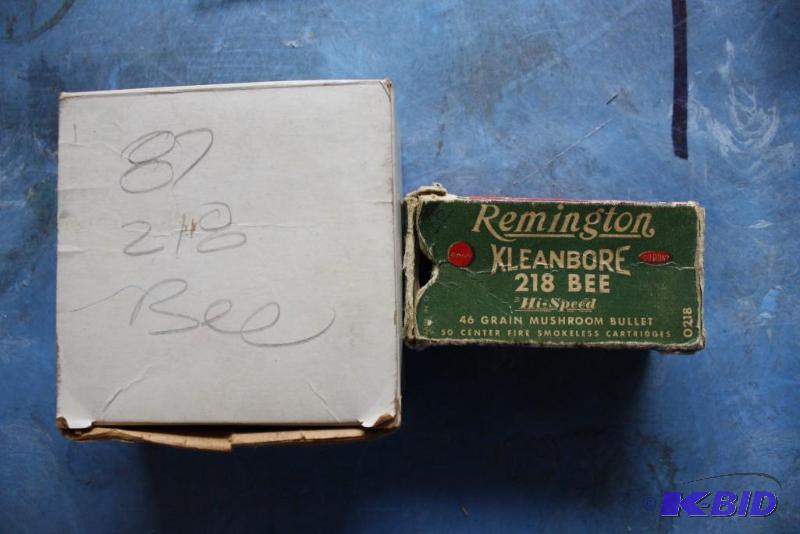 87
218
Bee
Remington
KLEANBORE
DUPONT
218 BEE
Hi-Speed
46 GRAIN MUSHROOM BULLET
50 CENTER FIRE SMOKELESS CARTRIDGES
0218
K-BID